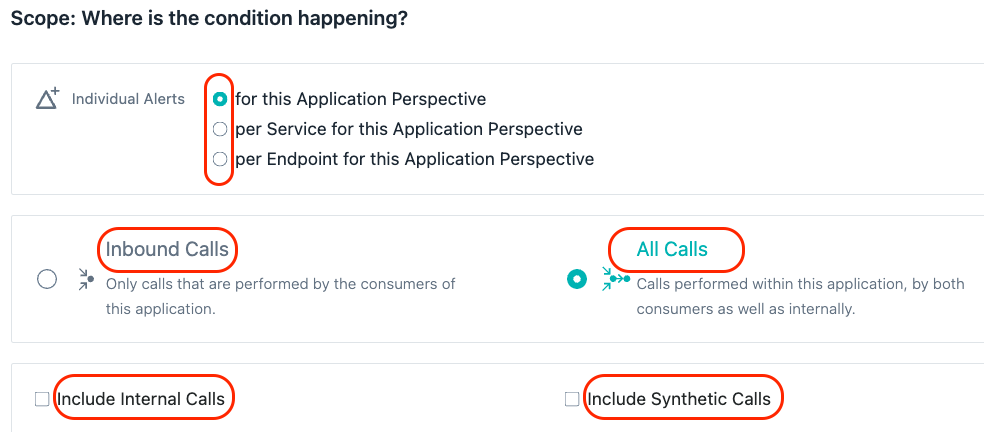 Scope: Where is the condition happening?
Individual Alerts
for this Application Perspective
per Service for this Application Perspective
per Endpoint for this Application Perspective
Inbound Calls
Only calls that are performed by the consumers of
this application.
All Calls
Calls performed within this application, by both
consumers as well as internally.
Include Internal Calls
Include Synthetic Calls